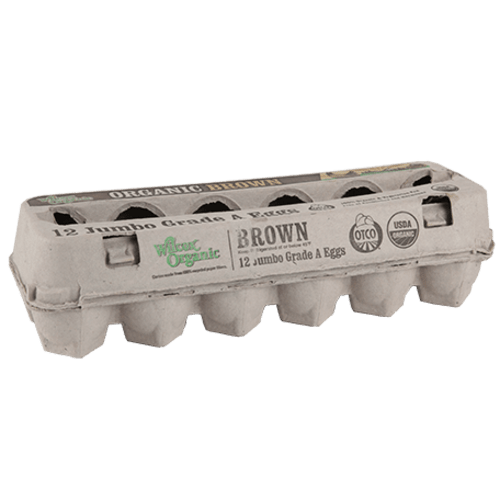 ORGANIC BROWN
12 Jumbo Grade A Eggs
Wilcox
Organic
BROWN
12 Jumbo Grade A Eggs
OTCO
USDA
ORGANIC